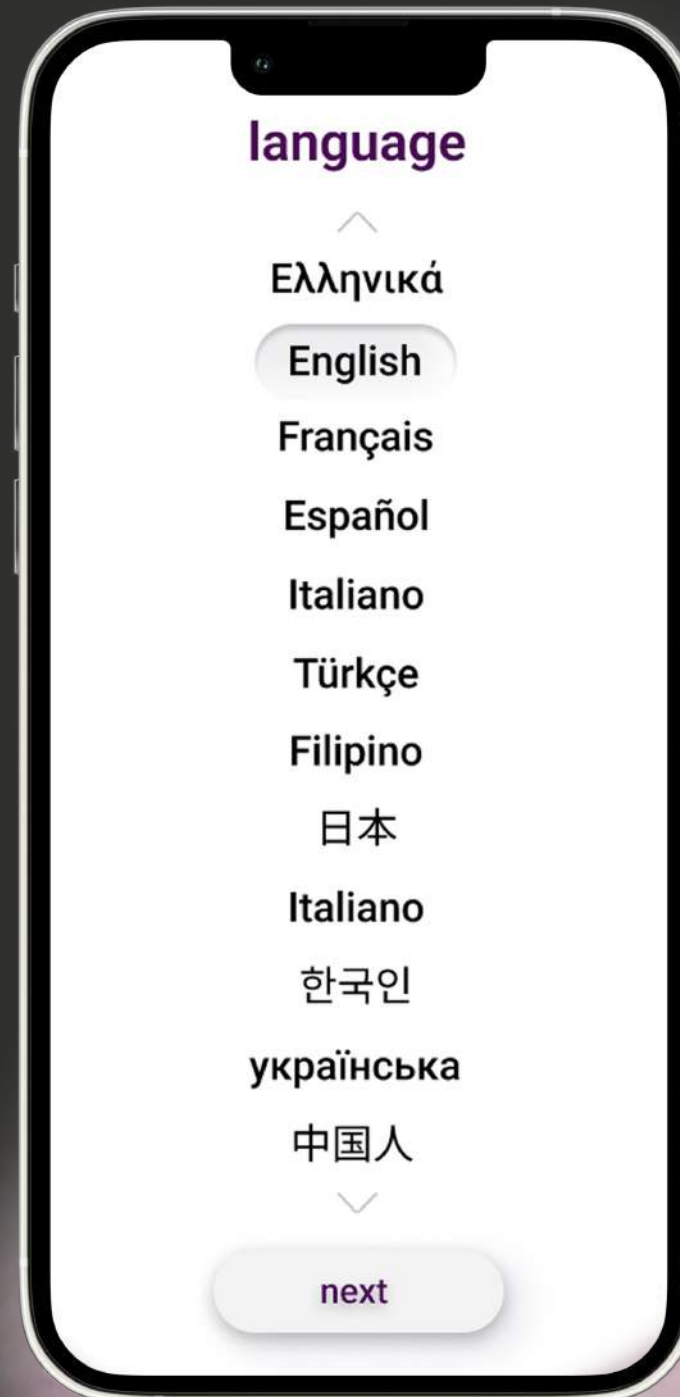 language
Ελληνικά
English
Français
Español
Italiano
Türkçe
Filipino
日本
Italiano
한국인
українська
中国人
next